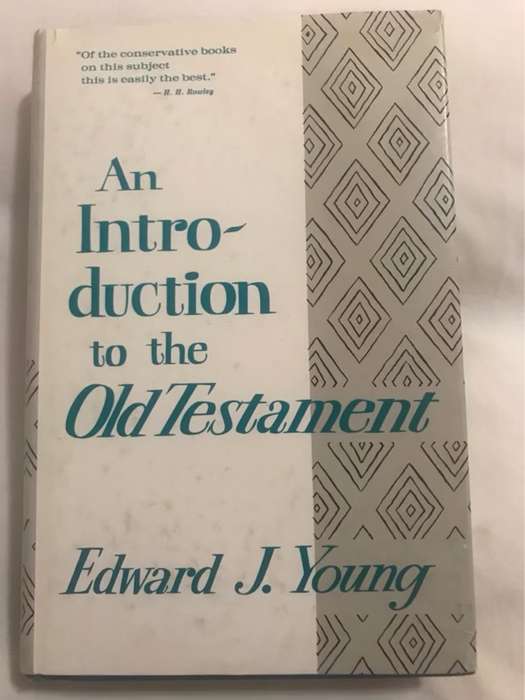 "Of the conservative books
on this subject
this is easily the best."
— H. H. Rowley
An
Intro-
duction
to the
Old Testament
Edward J. Young